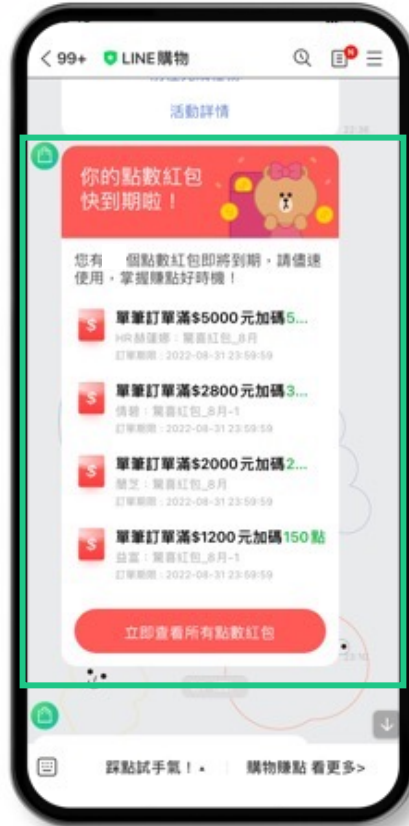 < 99+ LINE購物
N
活動詳情
22:38
你的點數紅包
快到期啦!
您有 個點數紅包即將到期,請儘速
使用,掌握賺點好時機!
$
單筆訂單滿$5000元加碼5...
HR赫蓮娜:驚喜紅包_8月
訂單期限:2022-08-31 23:59:59
$
單筆訂單滿$2800元加碼3...
倩碧:驚喜紅包_8月-1
訂單期限:2022-08-31 23:59:59
$
單筆訂單滿$2000元加碼2...
蘭芝:驚喜紅包_8月
訂單期限:2022-08-31 23:59:59
$
單筆訂單滿$1200元加碼150點
益富:驚喜紅包_8月-1
訂單期限:2022-08-31 23:59:59
立即查看所有點數紅包
23:10
踩點試手氣!▲
購物賺點 看更多>